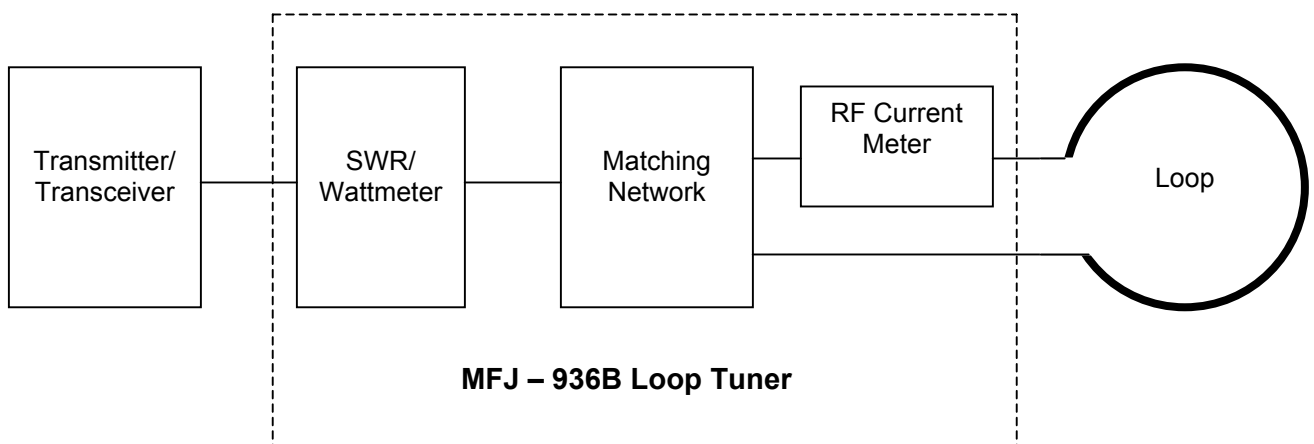 Transmitter/
Transceiver
SWR/
Wattmeter
Matching
Network
RF Current
Meter
Loop
MFJ – 936B Loop Tuner